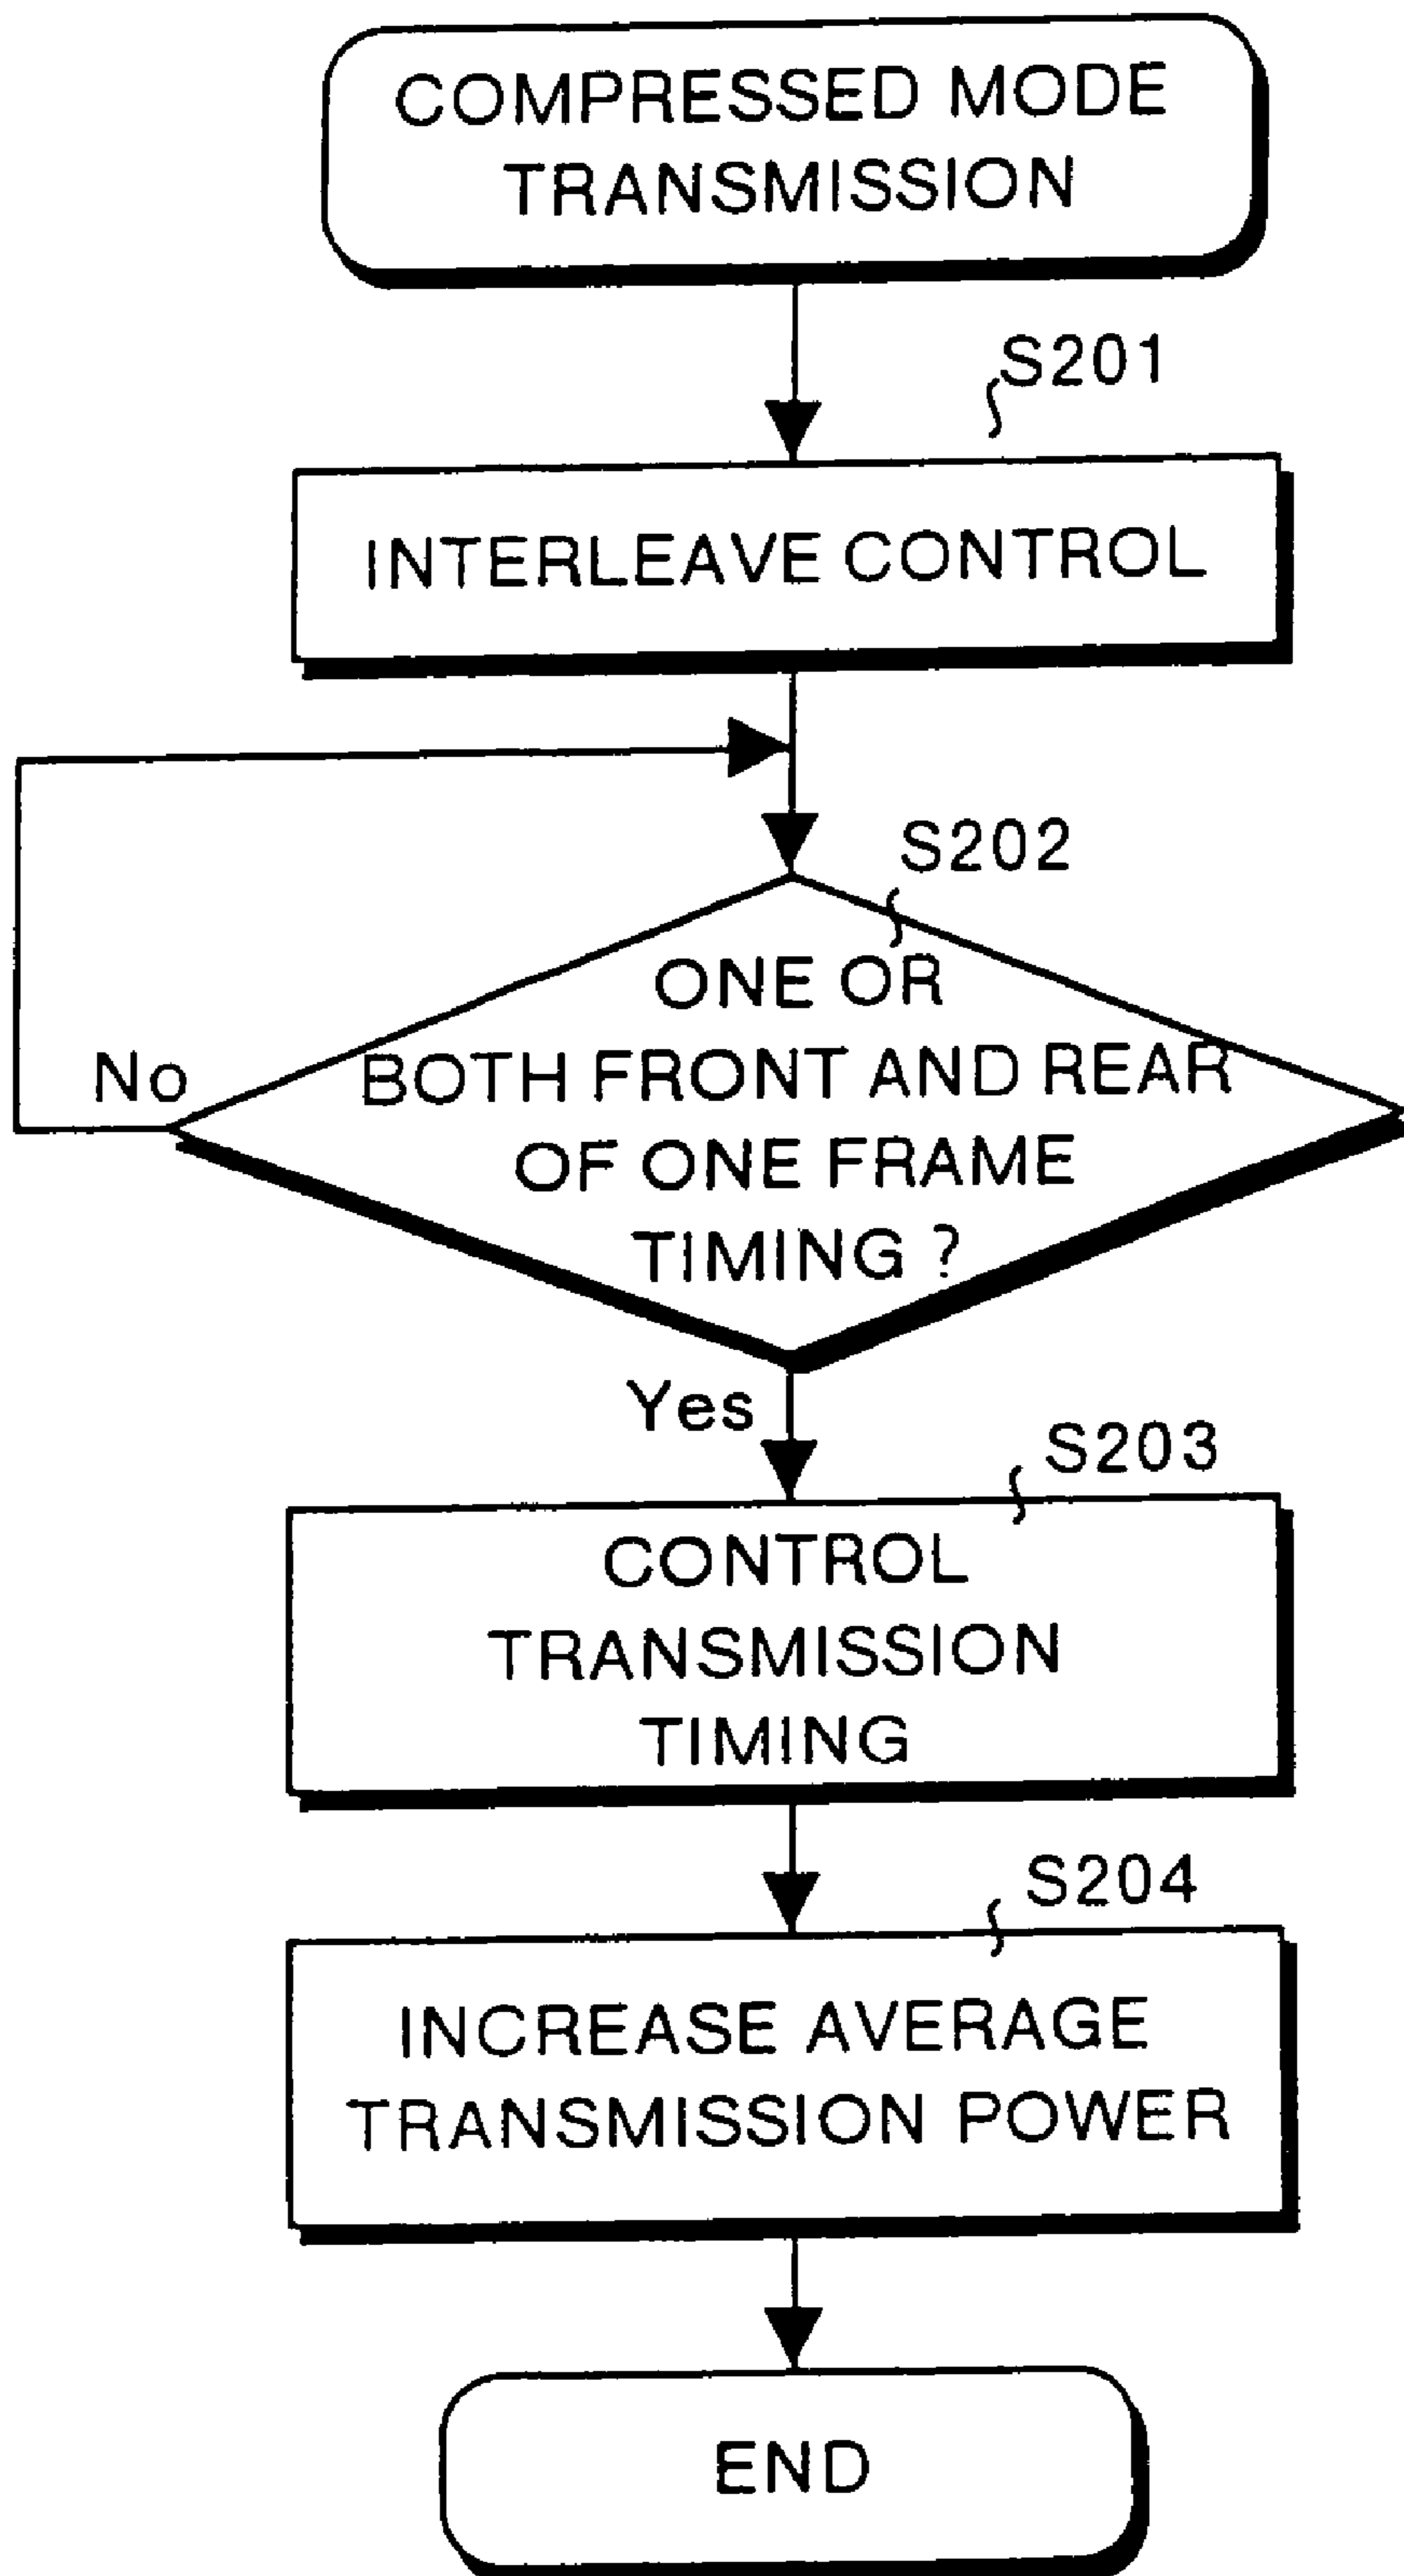 COMPRESSED MODE
TRANSMISSION
S201
INTERLEAVE CONTROL
S202
ONE OR
No
BOTH FRONT AND REAR
OF ONE FRAME
TIMING ?
Yes
S203
CONTROL
TRANSMISSION
TIMING
S204
INCREASE AVERAGE
TRANSMISSION POWER
END